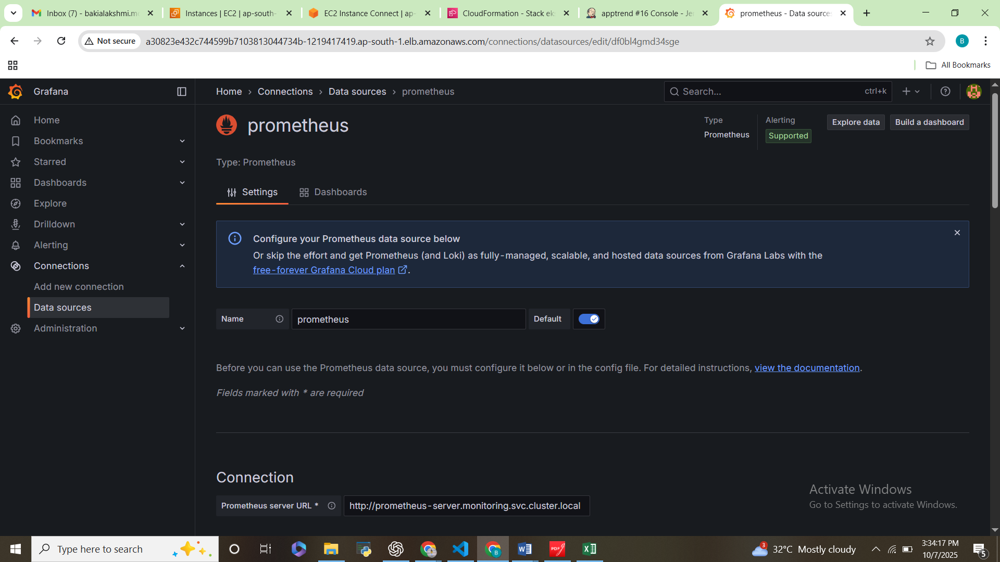 Inbox (7) - bakialakshmi.m
Instances | EC2 | ap-south-
EC2 Instance Connect | ap-
CloudFormation - Stack ek
apptrend #16 Console - Je
prometheus - Data sources
Not secure
a30823e432c744599b7103813044734b-1219417419.ap-south-1.elb.amazonaws.com/connections/datasources/edit/df0bl4gmd34sge
B
All Bookmarks
Grafana
Home > Connections > Data sources > prometheus
Search...
ctrl+k
Home
Bookmarks
Starred
Dashboards
Explore
Drilldown
Alerting
Connections
Add new connection
Data sources
Administration
prometheus
Type
Prometheus
Alerting
Supported
Explore data
Build a dashboard
Type: Prometheus
Settings
Dashboards
Configure your Prometheus data source below
Or skip the effort and get Prometheus (and Loki) as fully-managed, scalable, and hosted data sources from Grafana Labs with the
free-forever Grafana Cloud plan.
Name
prometheus
Default
Before you can use the Prometheus data source, you must configure it below or in the config file. For detailed instructions, view the documentation.
Fields marked with * are required
Connection
Prometheus server URL *
http://prometheus-server.monitoring.svc.cluster.local
Activate Windows
Go to Settings to activate Windows.
Type here to search
B
PDF
3
32°C Mostly cloudy
3:34:17 PM
10/7/2025
5